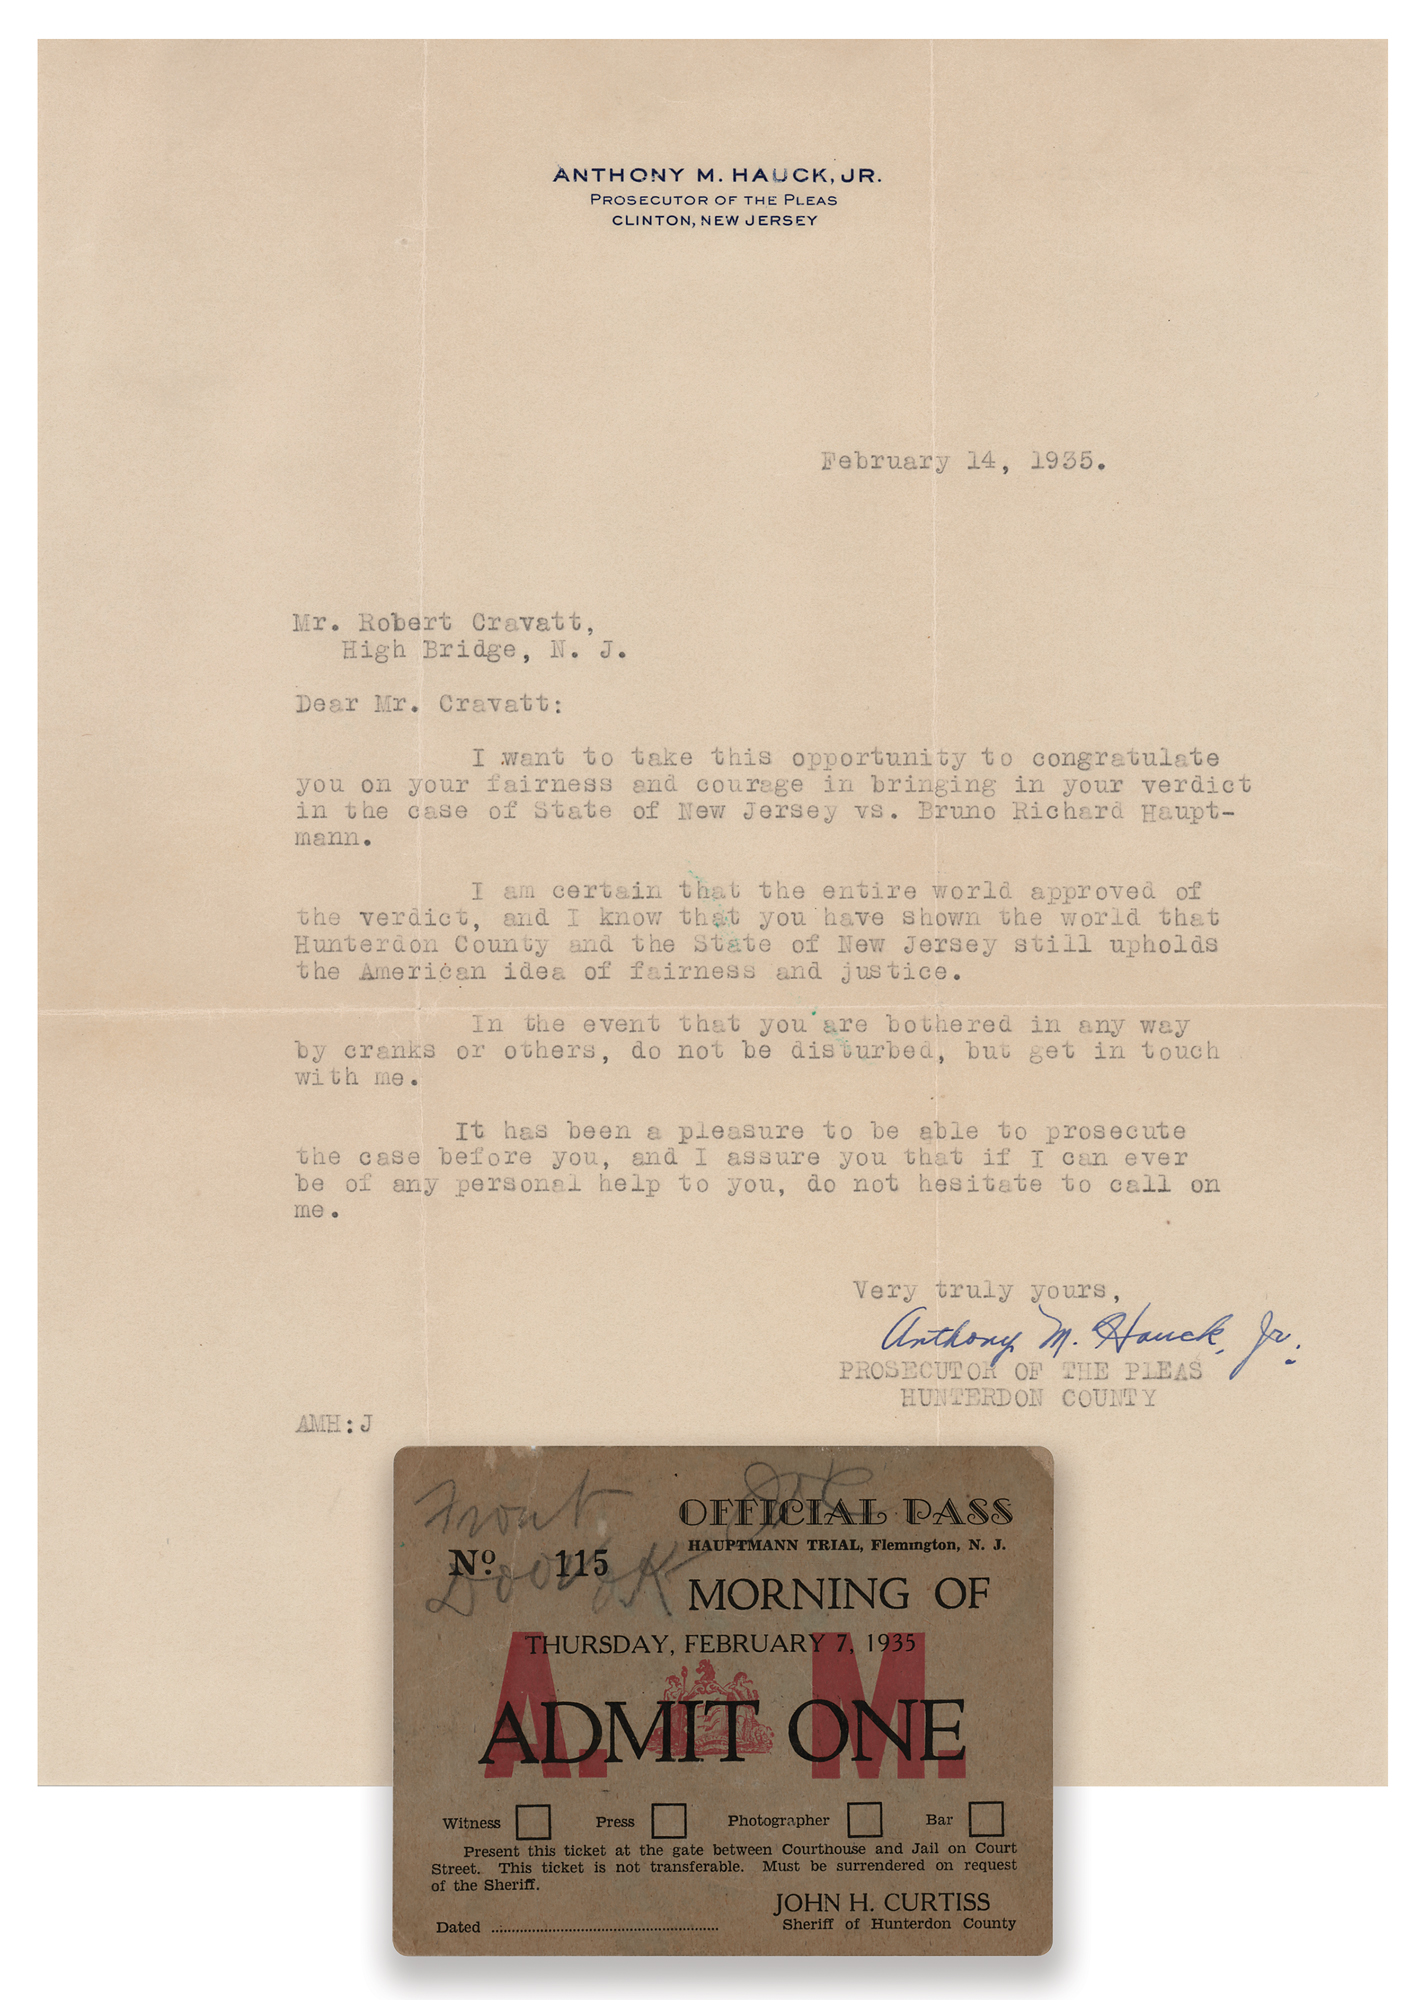 ANTHONY M. HAUCK, JR.
PROSECUTOR OF THE PLEAS
CLINTON, NEW JERSEY
February 14, 1935.
Mr. Robert Cravatt,
High Bridge, N. J.
Dear Mr. Cravatt:
I want to take this opportunity to congratulate
you on your fairness and courage in bringing in your verdict
in the case of State of New Jersey vs. Bruno Richard Haupt-
mann.
I am certain that the entire world approved of
the verdict, and I know that you have shown the world that
Hunterdon County and the State of New Jersey still upholds
the American idea of fairness and justice.
In the event that you are bothered in any way
by cranks or others, do not be disturbed, but get in touch
with me.
It has been a pleasure to be able to prosecute
the case before you, and I assure you that if I can ever
be of any personal help to you, do not hesitate to call on
me.
Very truly yours,
Anthony M. Hauck, Jr.
PROSECUTOR OF THE PLEAS
HUNTERDON COUNTY
AMH:J
Front
Door
OFFICIAL PASS
HAUPTMANN TRIAL, Flemington, N. J.
No 115
MORNING OF
THURSDAY, FEBRUARY 7, 1935
A. M.
ADMIT ONE
Witness Press Photographer Bar
Present this ticket at the gate between Courthouse and Jail on Court
Street. This ticket is not transferable. Must be surrendered on request
of the Sheriff.
JOHN H. CURTISS
Dated ........ Sheriff of Hunterdon County